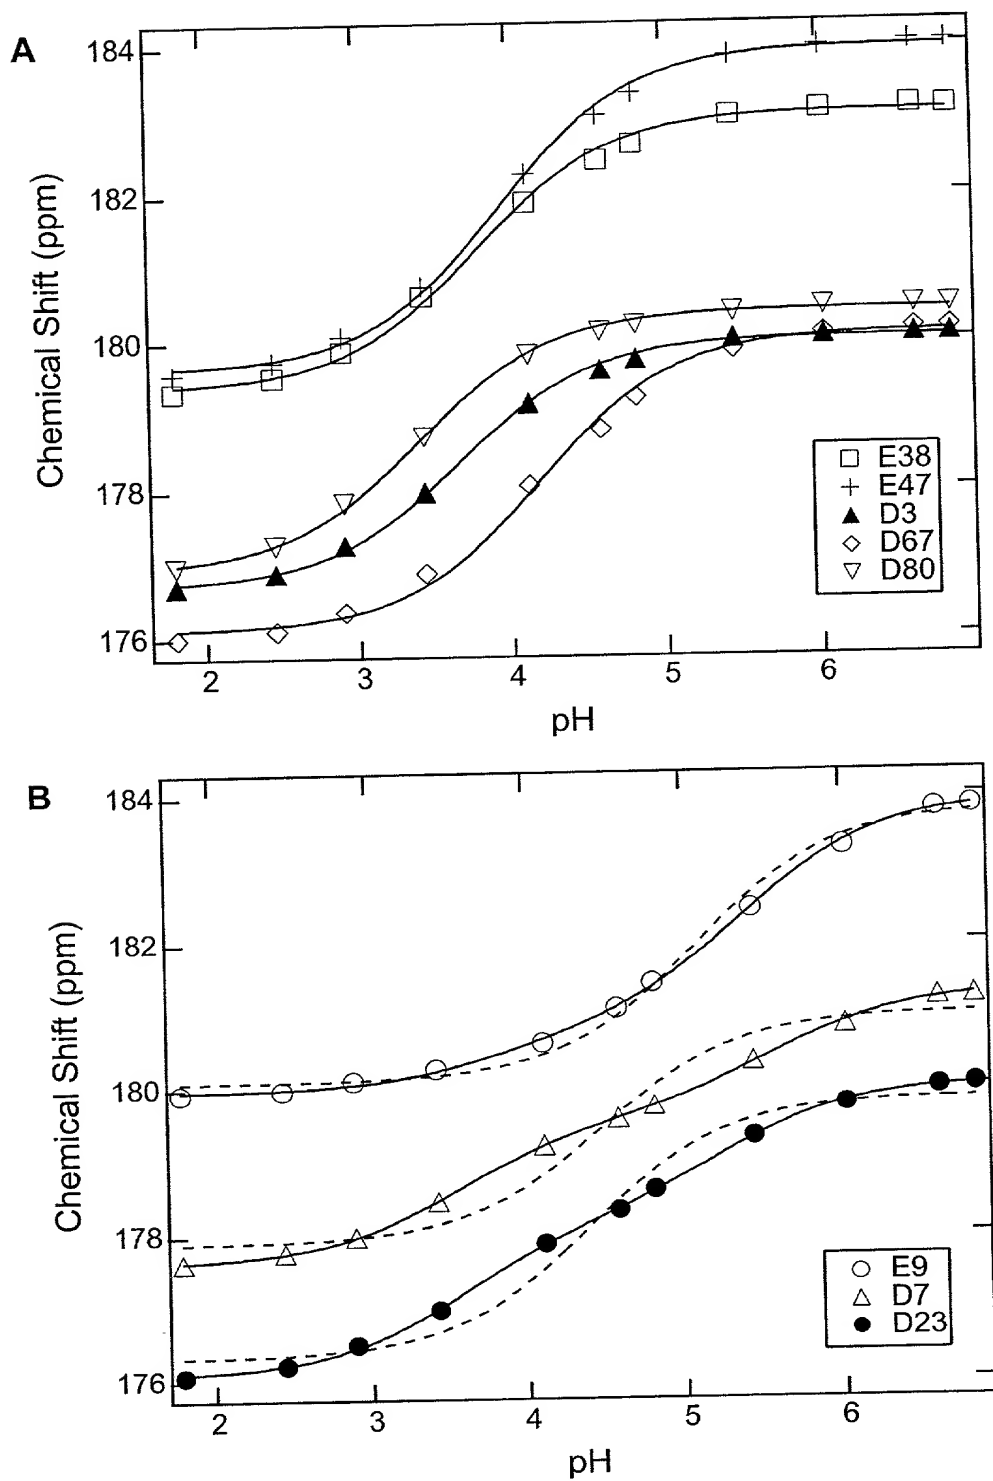 A
184
182
180
178
176
Chemical Shift (ppm)
E38
E47
D3
D67
D80
2 3 4 5 6
pH
B
184
182
180
178
176
Chemical Shift (ppm)
E9
D7
D23
2 3 4 5 6
pH